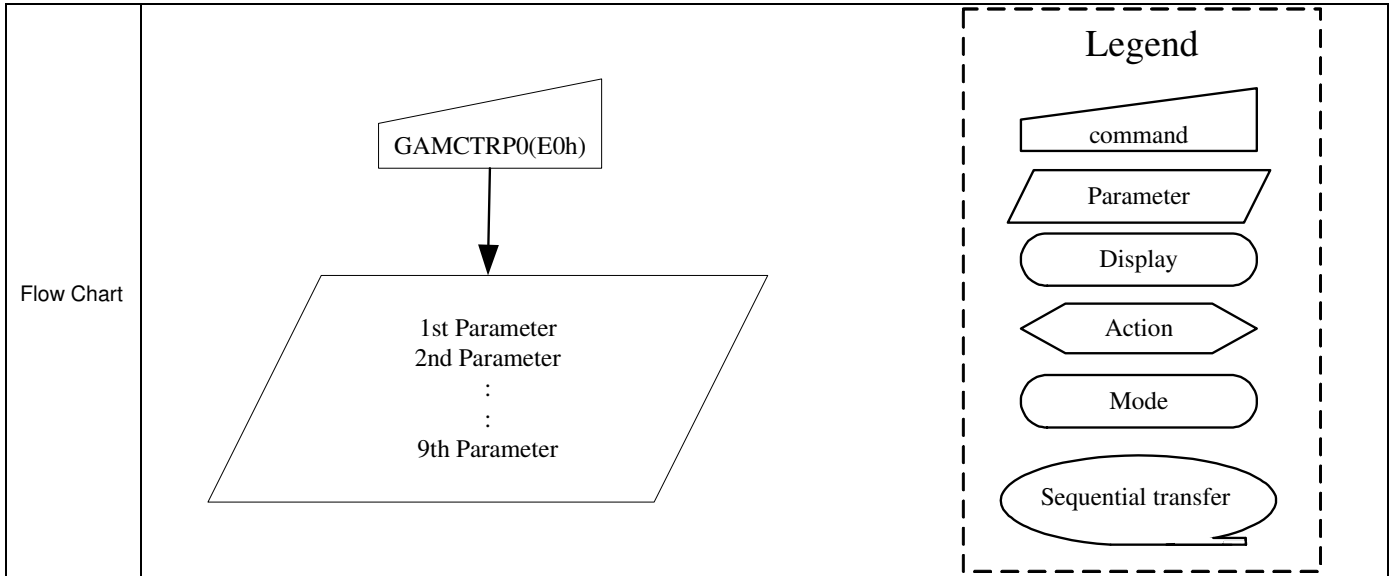 Flow Chart
GAMCTRP0(E0h)
1st Parameter
2nd Parameter
:
:
9th Parameter
Legend
command
Parameter
Display
Action
Mode
Sequential transfer